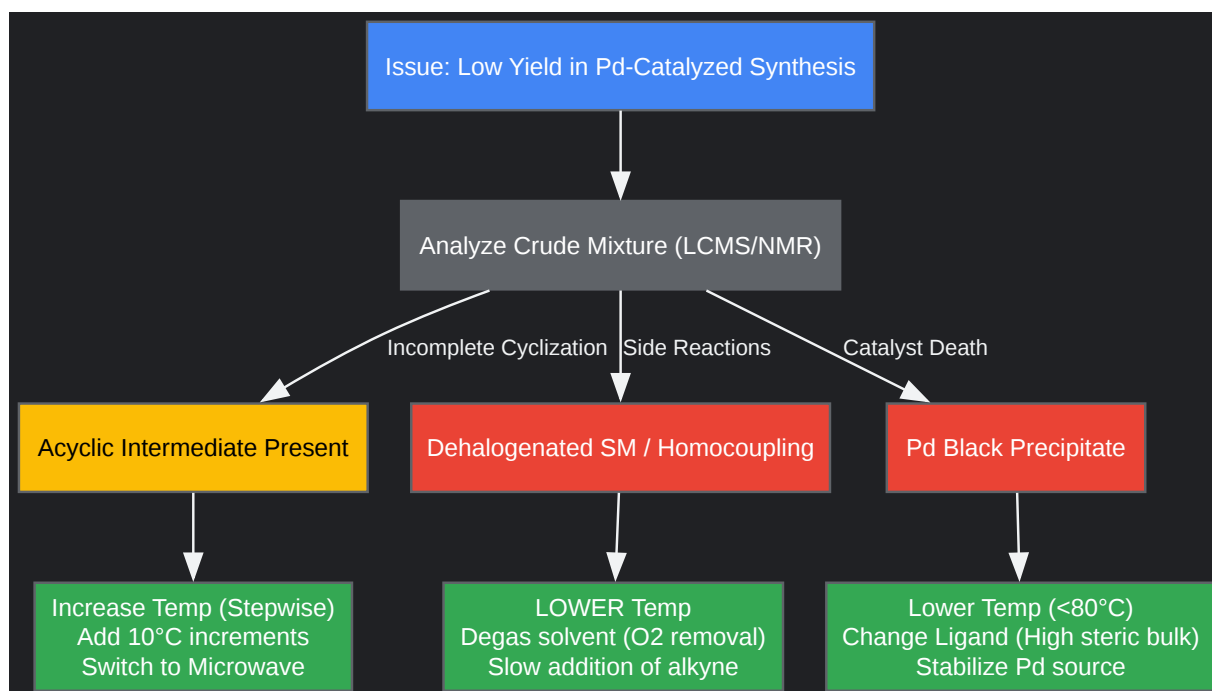 Issue: Low Yield in Pd-Catalyzed Synthesis
Analyze Crude Mixture (LCMS/NMR)
Incomplete Cyclization
Side Reactions
Catalyst Death
Acyclic Intermediate Present
Dehalogenated SM / Homocoupling
Pd Black Precipitate
Increase Temp (Stepwise)
Add 10°C increments
Switch to Microwave
LOWER Temp
Degas solvent (O2 removal)
Slow addition of alkyne
Lower Temp (<80°C)
Change Ligand (High steric bulk)
Stabilize Pd source